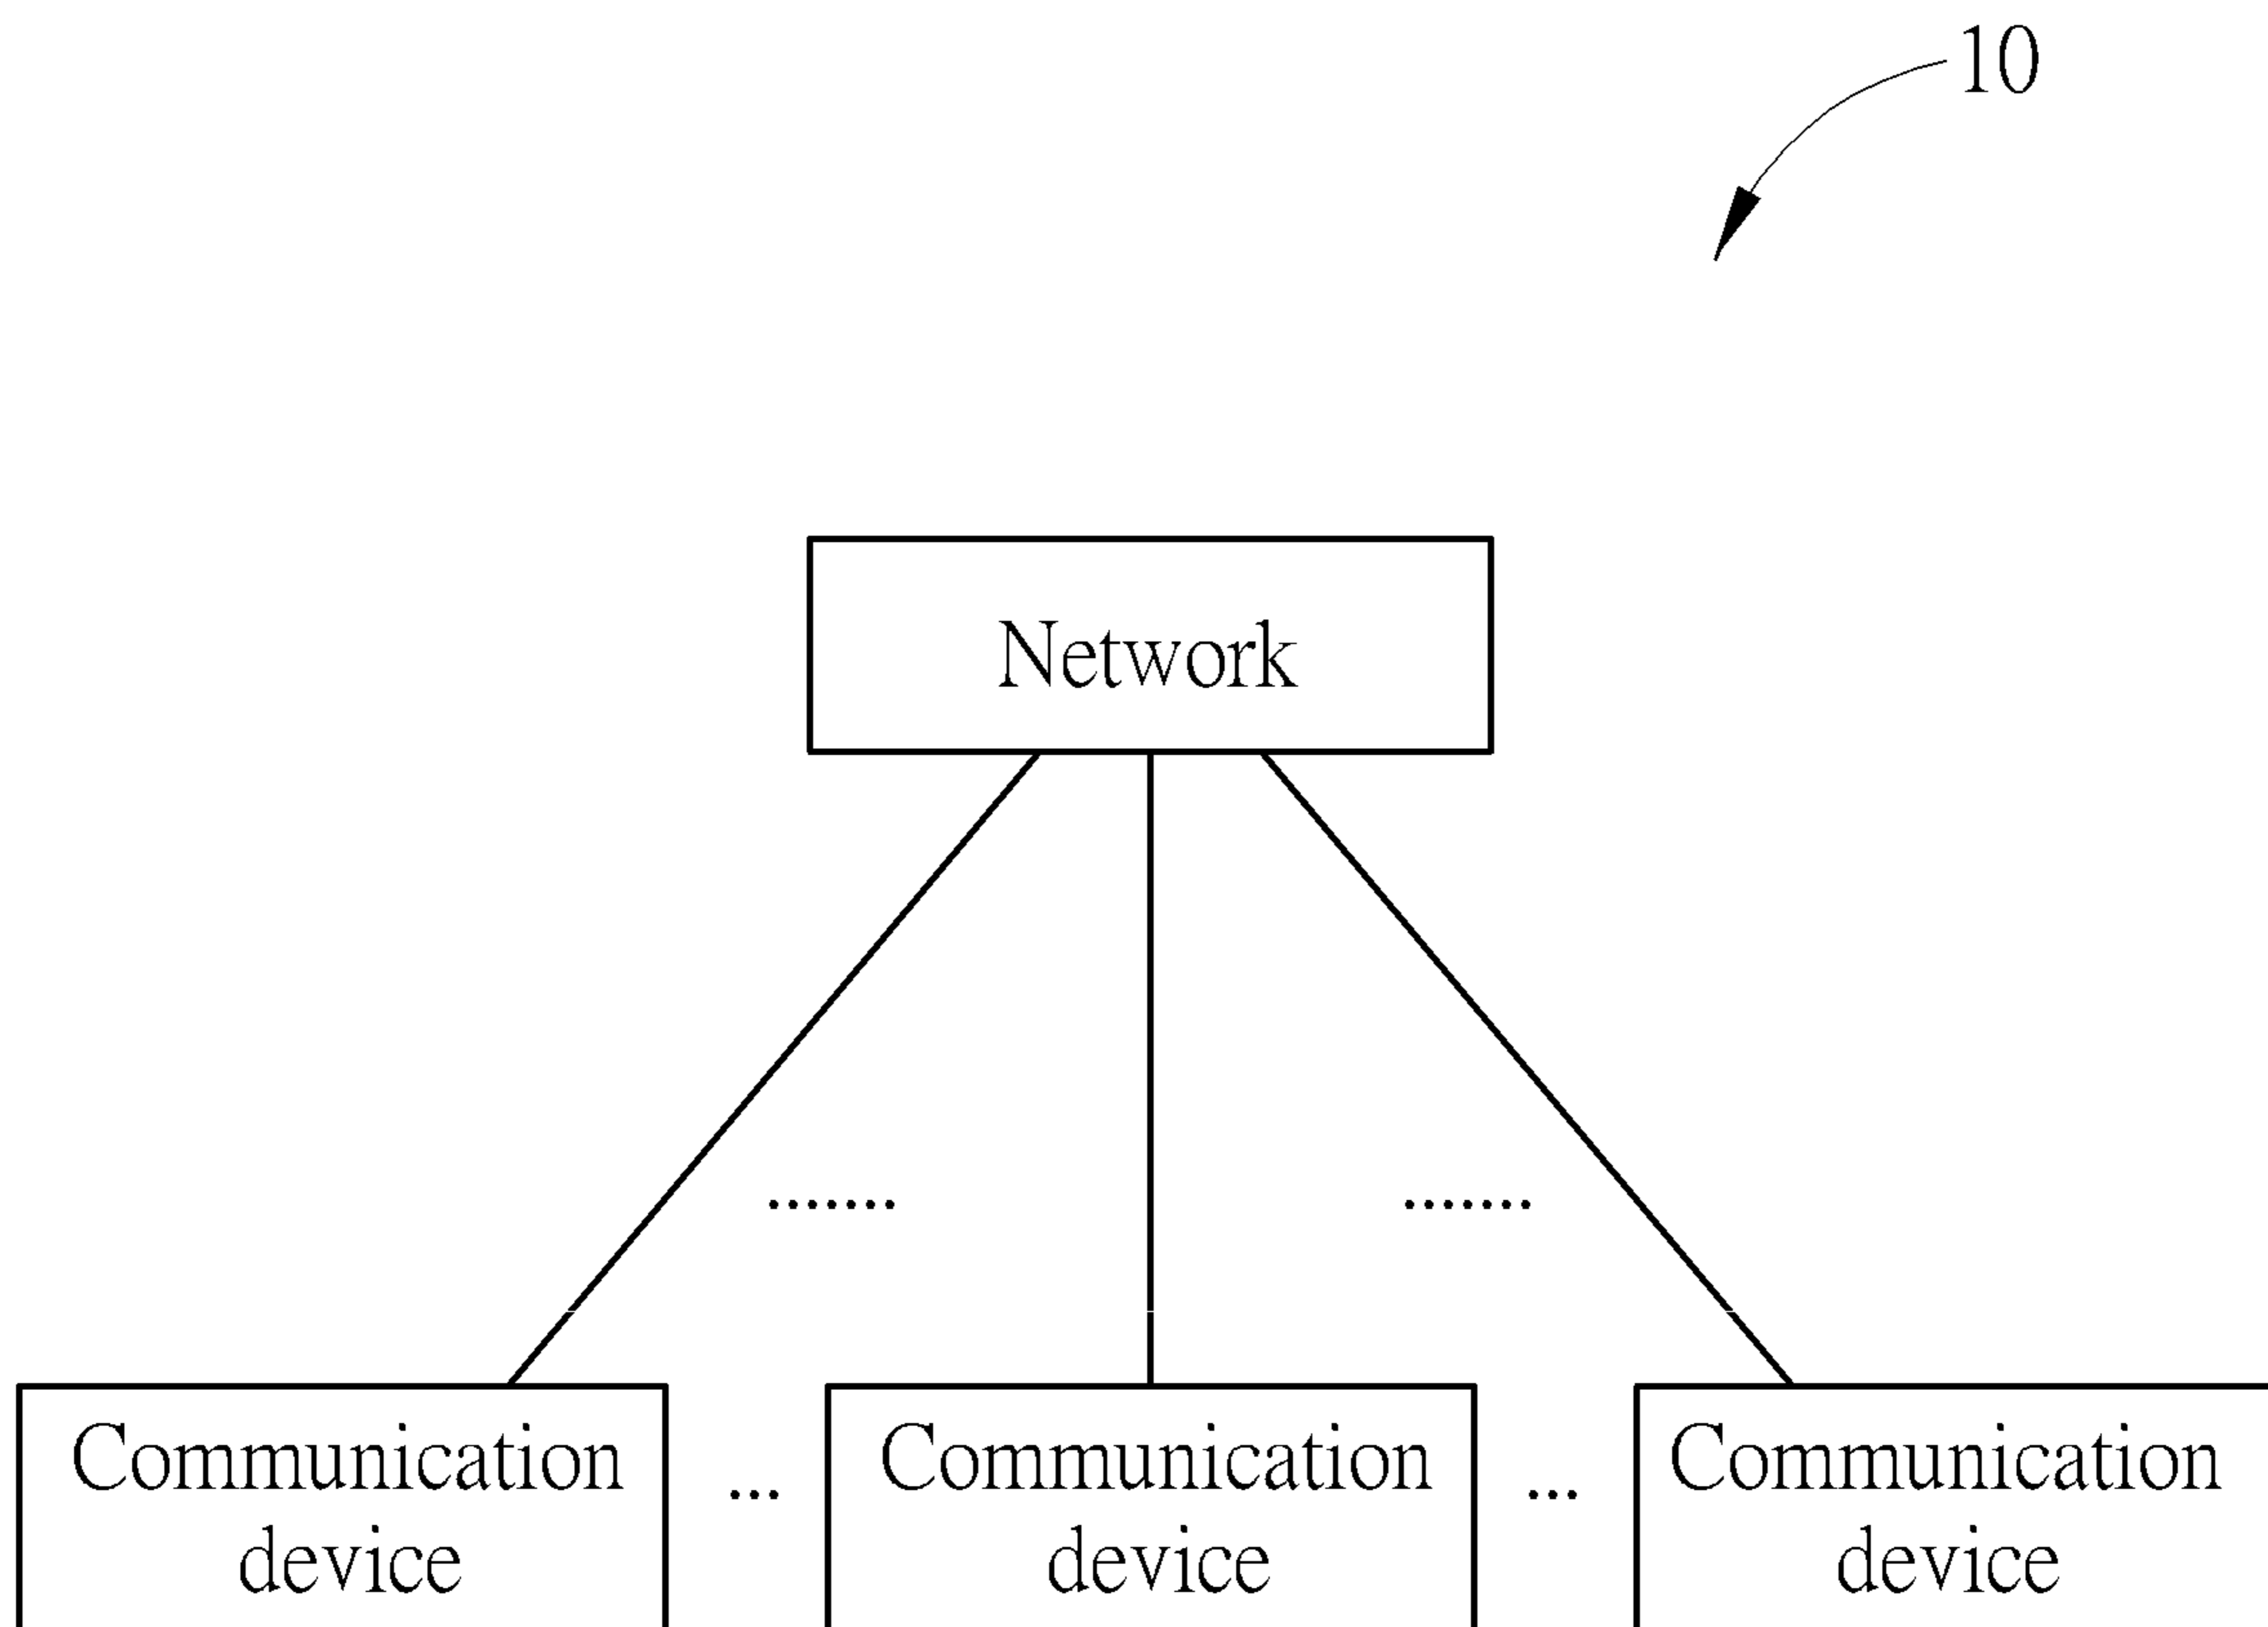 10
Network
.......
.......
Communication
device
...
Communication
device
...
Communication
device